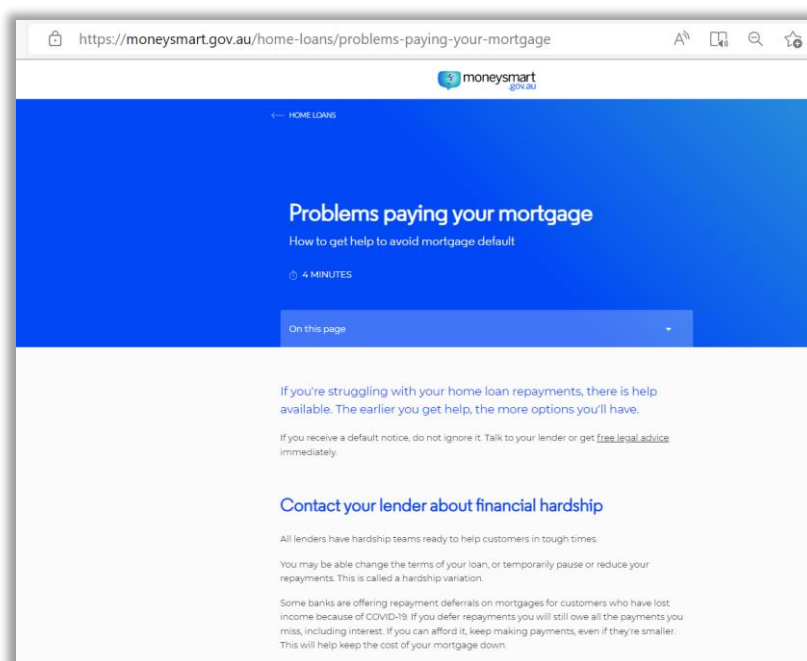 https://moneysmart.gov.au/home-loans/problems-paying-your-mortgage
moneysmart
.gov.au
HOME LOANS
Problems paying your mortgage
How to get help to avoid mortgage default
4 MINUTES
On this page
If you're struggling with your home loan repayments, there is help
available. The earlier you get help, the more options you'll have.
If you receive a default notice, do not ignore it. Talk to your lender or get free legal advice
immediately.
Contact your lender about financial hardship
All lenders have hardship teams ready to help customers in tough times.
You may be able change the terms of your loan, or temporarily pause or reduce your
repayments. This is called a hardship variation.
Some banks are offering repayment deferrals on mortgages for customers who have lost
income because of COVID-19. If you defer repayments you will still owe all the payments you
miss, including interest. If you can afford it, keep making payments, even if they're smaller.
This will help keep the cost of your mortgage down.